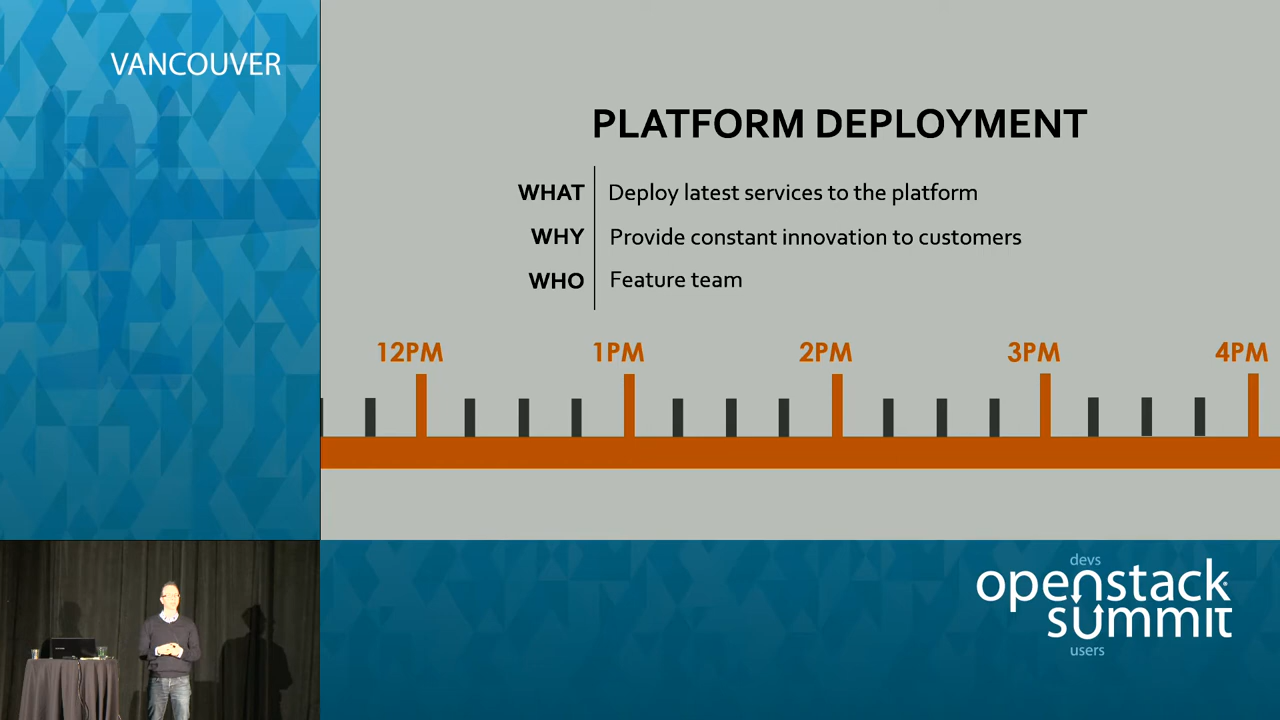 VANCOUVER
PLATFORM DEPLOYMENT
WHAT Deploy latest services to the platform
WHY Provide constant innovation to customers
WHO Feature team
12PM 1PM 2PM 3PM 4PM
devs
openstack
summit
users